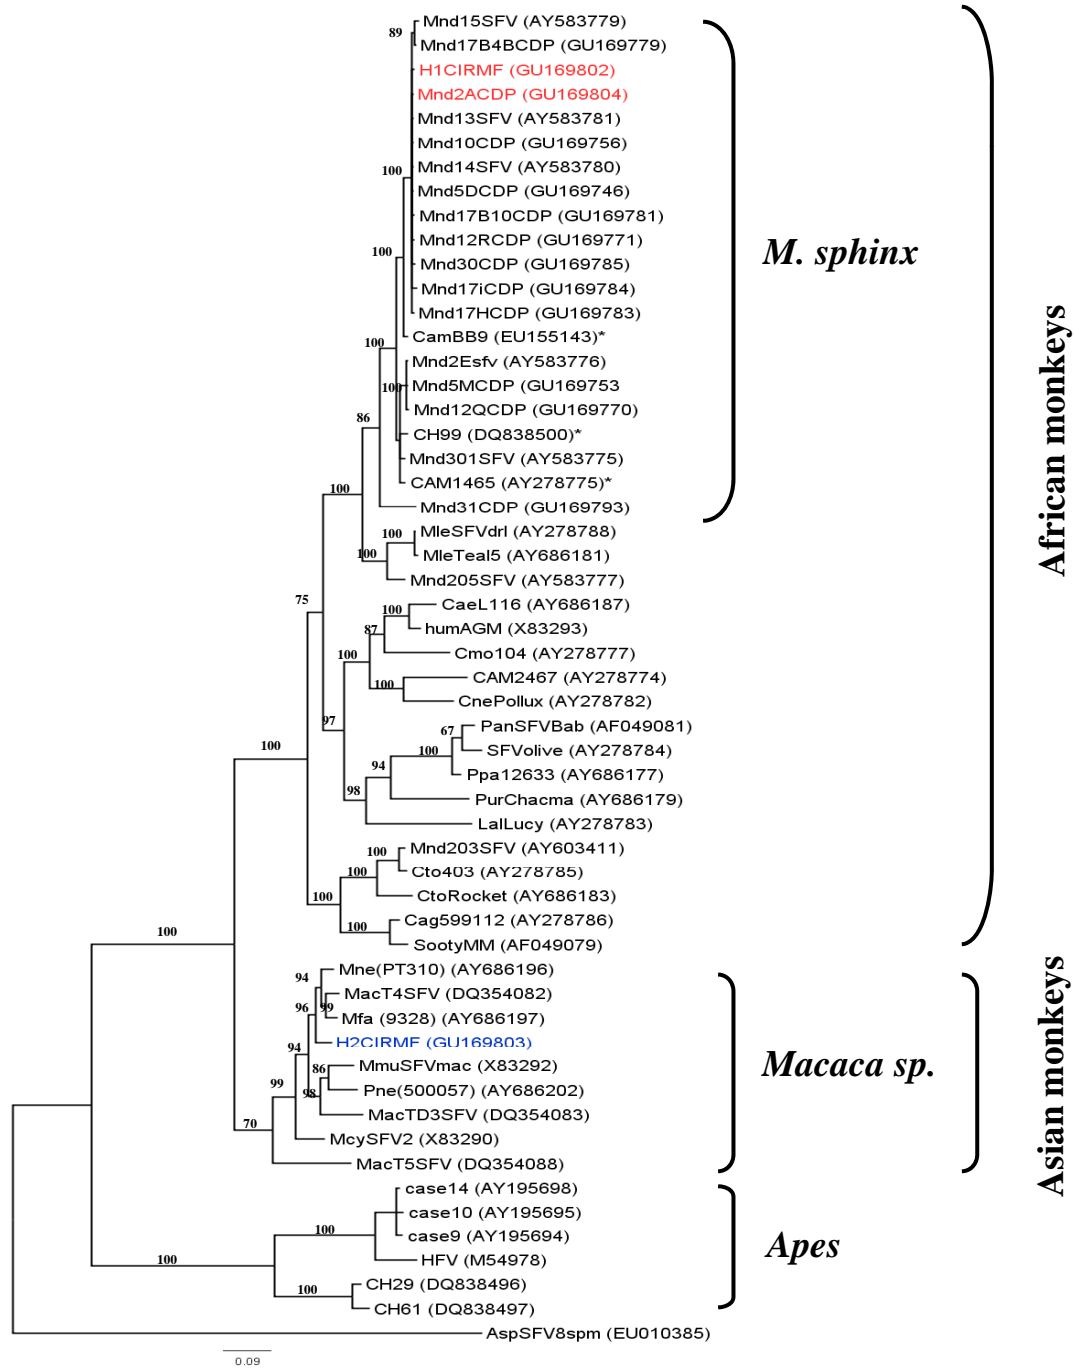 Mnd15SFV (AY583779)
89
Mnd17B4BCDP (GU169779)
H1CIRMF (GU169802)
Mnd2ACDP (GU169804)
Mnd13SFV (AY583781)
Mnd10CDP (GU169756)
Mnd14SFV (AY583780)
100
Mnd5DCDP (GU169746)
Mnd17B10CDP (GU169781)
Mnd12RCDP (GU169771)
100
M. sphinx
Mnd30CDP (GU169785)
Mnd17iCDP (GU169784)
Mnd17HCDP (GU169783)
CamBB9 (EU155143)*
100
Mnd2Esfv (AY583776)
Mnd5MCDP (GU169753
100
Mnd12QCDP (GU169770)
86
CH99 (DQ838500)*
African monkeys
Mnd301SFV (AY583775)
CAM1465 (AY278775)*
100
Mnd31CDP (GU169793)
MleSFVdrl (AY278788)
100
MleTeal5 (AY686181)
100
Mnd205SFV (AY583777)
75
CaeL116 (AY686187)
100
humAGM (X83293)
87
Cmo104 (AY278777)
100
CAM2467 (AY278774)
100
CnePollux (AY278782)
97
PanSFVBab (AF049081)
67
SFVolive (AY278784)
100
100
Ppa12633 (AY686177)
94
98
PurChacma (AY686179)
LalLucy (AY278783)
Mnd203SFV (AY603411)
100
Cto403 (AY278785)
100
CtoRocket (AY686183)
100
Cag599112 (AY278786)
100
100
SootyMM (AF049079)
Mne(PT310) (AY686196)
94
MacT4SFV (DQ354082)
96
99
Mfa (9328) (AY686197)
H2CIRMF (GU169803)
94
MmuSFVmac (X83292)
86
Macaca sp.
Asian monkeys
99
98
Pne(500057) (AY686202)
MacTD3SFV (DQ354083)
70
McySFV2 (X83290)
MacT5SFV (DQ354088)
case14 (AY195698)
case10 (AY195695)
100
case9 (AY195694)
Apes
100
HFV (M54978)
CH29 (DQ838496)
100
CH61 (DQ838497)
AspSFV8spm (EU010385)
0.09